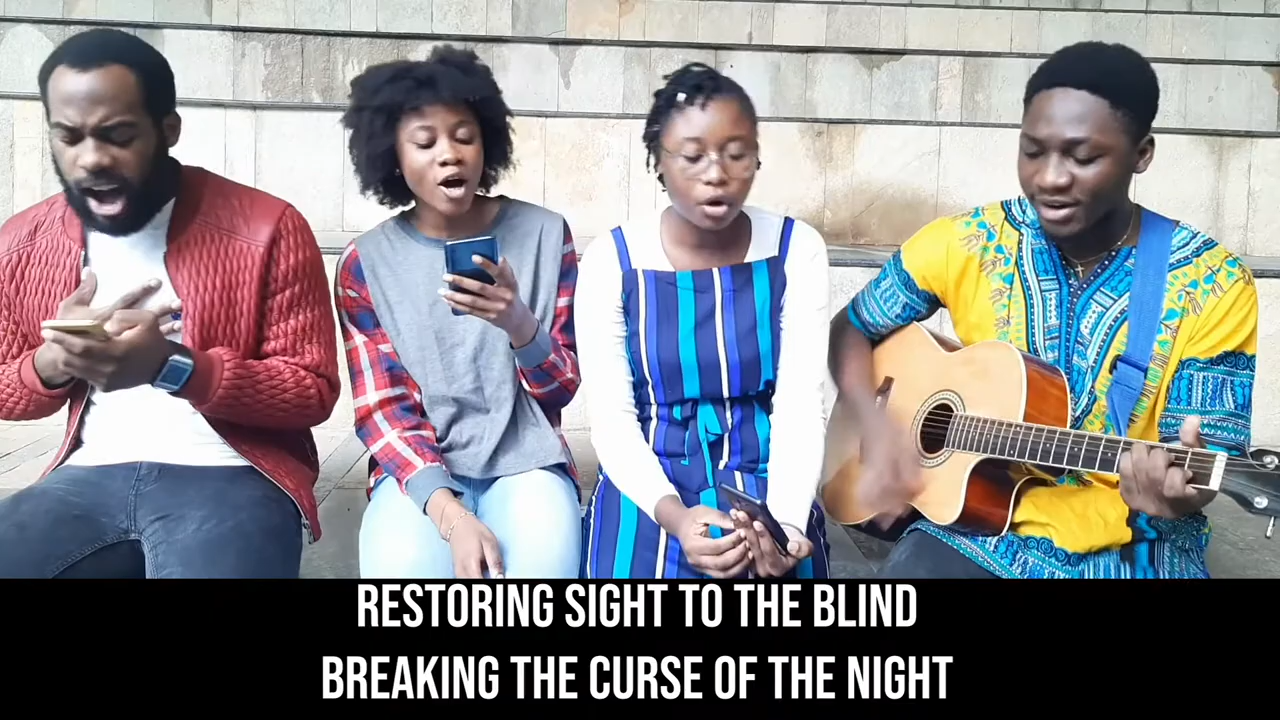 RESTORING SIGHT TO THE BLIND
BREAKING THE CURSE OF THE NIGHT